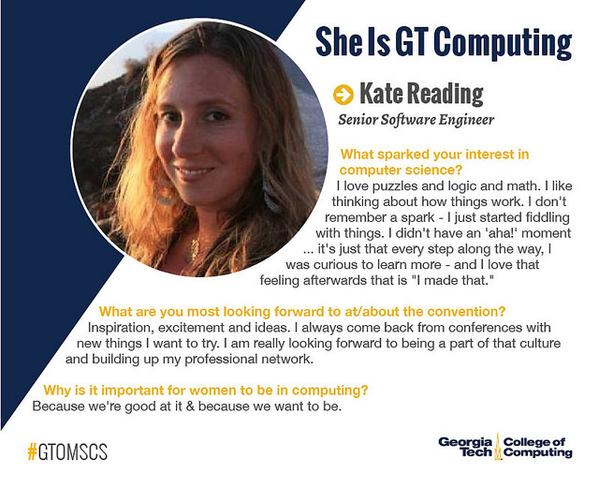 She Is GT Computing
Kate Reading
Senior Software Engineer
What sparked your interest in
computer science?
I love puzzles and logic and math. I like
thinking about how things work. I don't
remember a spark - I just started fiddling
with things. I didn't have an 'aha!' moment
... it's just that every step along the way, I
was curious to learn more - and I love that
feeling afterwards that is "I made that."
What are you most looking forward to at/about the convention?
Inspiration, excitement and ideas. I always come back from conferences with
new things I want to try. I am really looking forward to being a part of that culture
and building up my professional network.
Why is it important for women to be in computing?
Because we're good at it & because we want to be.
#GTOMSCS
Georgia
Tech
College of
Computing